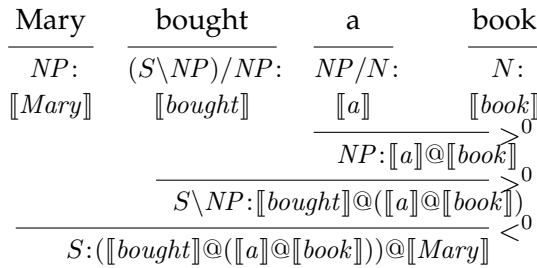 Mary bought a book
NP: (S\NP)/NP: NP/N: N:
⟦Mary⟧ ⟦bought⟧ ⟦a⟧ ⟦book⟧
>0
NP:⟦a⟧@⟦book⟧
>0
S\NP:⟦bought⟧@(⟦a⟧@⟦book⟧)
<0
S:(⟦bought⟧@(⟦a⟧@⟦book⟧))@⟦Mary⟧